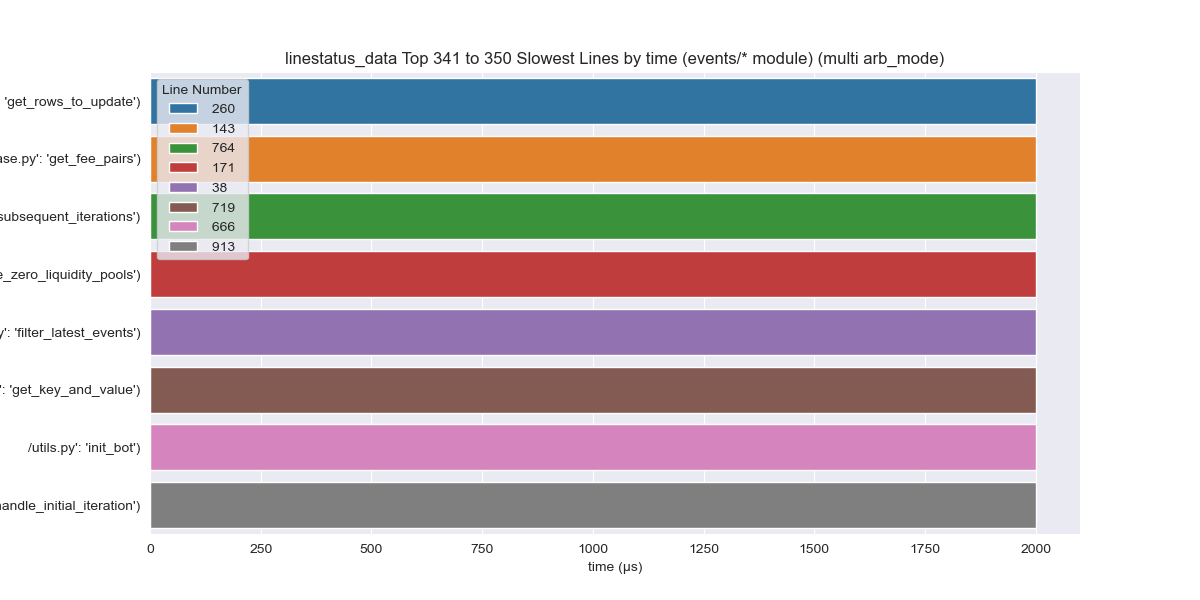 linestatus_data Top 341 to 350 Slowest Lines by time (events/* module) (multi arb_mode)
Line Number
260
143
764
171
38
719
666
913
'get_rows_to_update')
ase.py': 'get_fee_pairs')
subsequent_iterations')
e_zero_liquidity_pools')
y': 'filter_latest_events')
': 'get_key_and_value')
/utils.py': 'init_bot')
handle_initial_iteration')
0 250 500 750 1000 1250 1500 1750 2000
time (µs)